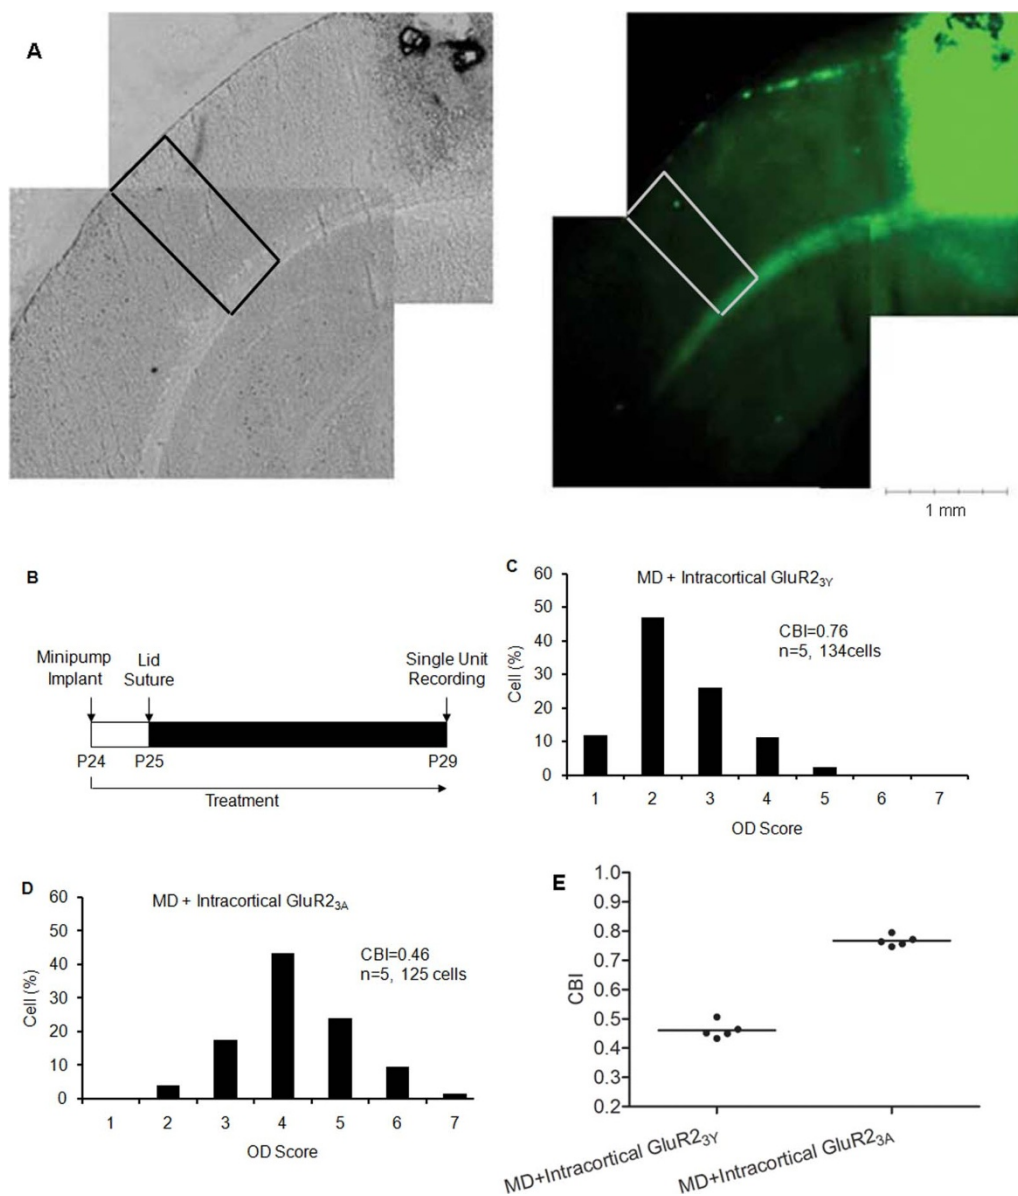 A
1 mm
B
Minipump Implant
Lid Suture
Single Unit Recording
P24 P25 P29
Treatment
C
MD + Intracortical GluR23Y
CBI=0.76
n=5, 134cells
Cell (%)
60
50
40
30
20
10
0
1 2 3 4 5 6 7
OD Score
D
MD + Intracortical GluR23A
CBI=0.46
n=5, 125 cells
Cell (%)
60
50
40
30
20
10
0
1 2 3 4 5 6 7
OD Score
E
CBI
1.0
0.9
0.8
0.7
0.6
0.5
0.4
0.3
0.2
MD+Intracortical GluR23Y
MD+Intracortical GluR23A